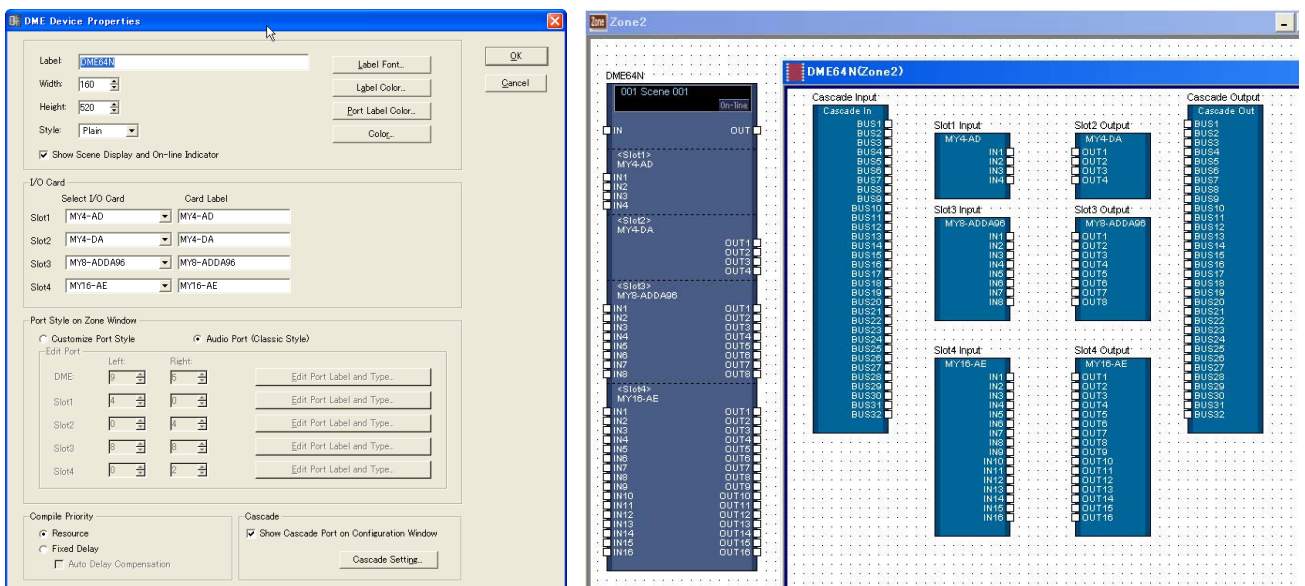 DME Device Properties
Label: DME64N
Width: 160
Height: 520
Style: Plain
Show Scene Display and On-line Indicator
Label Font...
Label Color...
Port Label Color...
Color...
OK
Cancel
I/O Card
Select I/O Card Card Label
Slot1 MY4-AD MY4-AD
Slot2 MY4-DA MY4-DA
Slot3 MY8-ADDA96 MY8-ADDA96
Slot4 MY16-AE MY16-AE
Port Style on Zone Window
Customize Port Style Audio Port (Classic Style)
Edit Port
Left: Right:
DME: 9 6 Edit Port Label and Type...
Slot1 4 0 Edit Port Label and Type...
Slot2 0 4 Edit Port Label and Type...
Slot3 8 8 Edit Port Label and Type...
Slot4 0 2 Edit Port Label and Type...
Compile Priority
Resource
Fixed Delay
Auto Delay Compensation
Cascade
Show Cascade Port on Configuration Window
Cascade Setting...
Zone Zone2
DME64N
001 Scene 001
On-line
IN OUT
<Slot1>
MY4-AD
IN1
IN2
IN3
IN4
<Slot2>
MY4-DA
OUT1
OUT2
OUT3
OUT4
<Slot3>
MY8-ADDA96
IN1 OUT1
IN2 OUT2
IN3 OUT3
IN4 OUT4
IN5 OUT5
IN6 OUT6
IN7 OUT7
IN8 OUT8
<Slot4>
MY16-AE
IN1 OUT1
IN2 OUT2
IN3 OUT3
IN4 OUT4
IN5 OUT5
IN6 OUT6
IN7 OUT7
IN8 OUT8
IN9 OUT9
IN10 OUT10
IN11 OUT11
IN12 OUT12
IN13 OUT13
IN14 OUT14
IN15 OUT15
IN16 OUT16
DME64N(Zone2)
Cascade Input
Cascade In
BUS1
BUS2
BUS3
BUS4
BUS5
BUS6
BUS7
BUS8
BUS9
BUS10
BUS11
BUS12
BUS13
BUS14
BUS15
BUS16
BUS17
BUS18
BUS19
BUS20
BUS21
BUS22
BUS23
BUS24
BUS25
BUS26
BUS27
BUS28
BUS29
BUS30
BUS31
BUS32
Slot1 Input
MY4-AD
IN1
IN2
IN3
IN4
Slot2 Output
MY4-DA
OUT1
OUT2
OUT3
OUT4
Slot3 Input
MY8-ADDA96
IN1
IN2
IN3
IN4
IN5
IN6
IN7
IN8
Slot3 Output
MY8-ADDA96
OUT1
OUT2
OUT3
OUT4
OUT5
OUT6
OUT7
OUT8
Slot4 Input
MY16-AE
IN1
IN2
IN3
IN4
IN5
IN6
IN7
IN8
IN9
IN10
IN11
IN12
IN13
IN14
IN15
IN16
Slot4 Output
MY16-AE
OUT1
OUT2
OUT3
OUT4
OUT5
OUT6
OUT7
OUT8
OUT9
OUT10
OUT11
OUT12
OUT13
OUT14
OUT15
OUT16
Cascade Output
Cascade Out
BUS1
BUS2
BUS3
BUS4
BUS5
BUS6
BUS7
BUS8
BUS9
BUS10
BUS11
BUS12
BUS13
BUS14
BUS15
BUS16
BUS17
BUS18
BUS19
BUS20
BUS21
BUS22
BUS23
BUS24
BUS25
BUS26
BUS27
BUS28
BUS29
BUS30
BUS31
BUS32